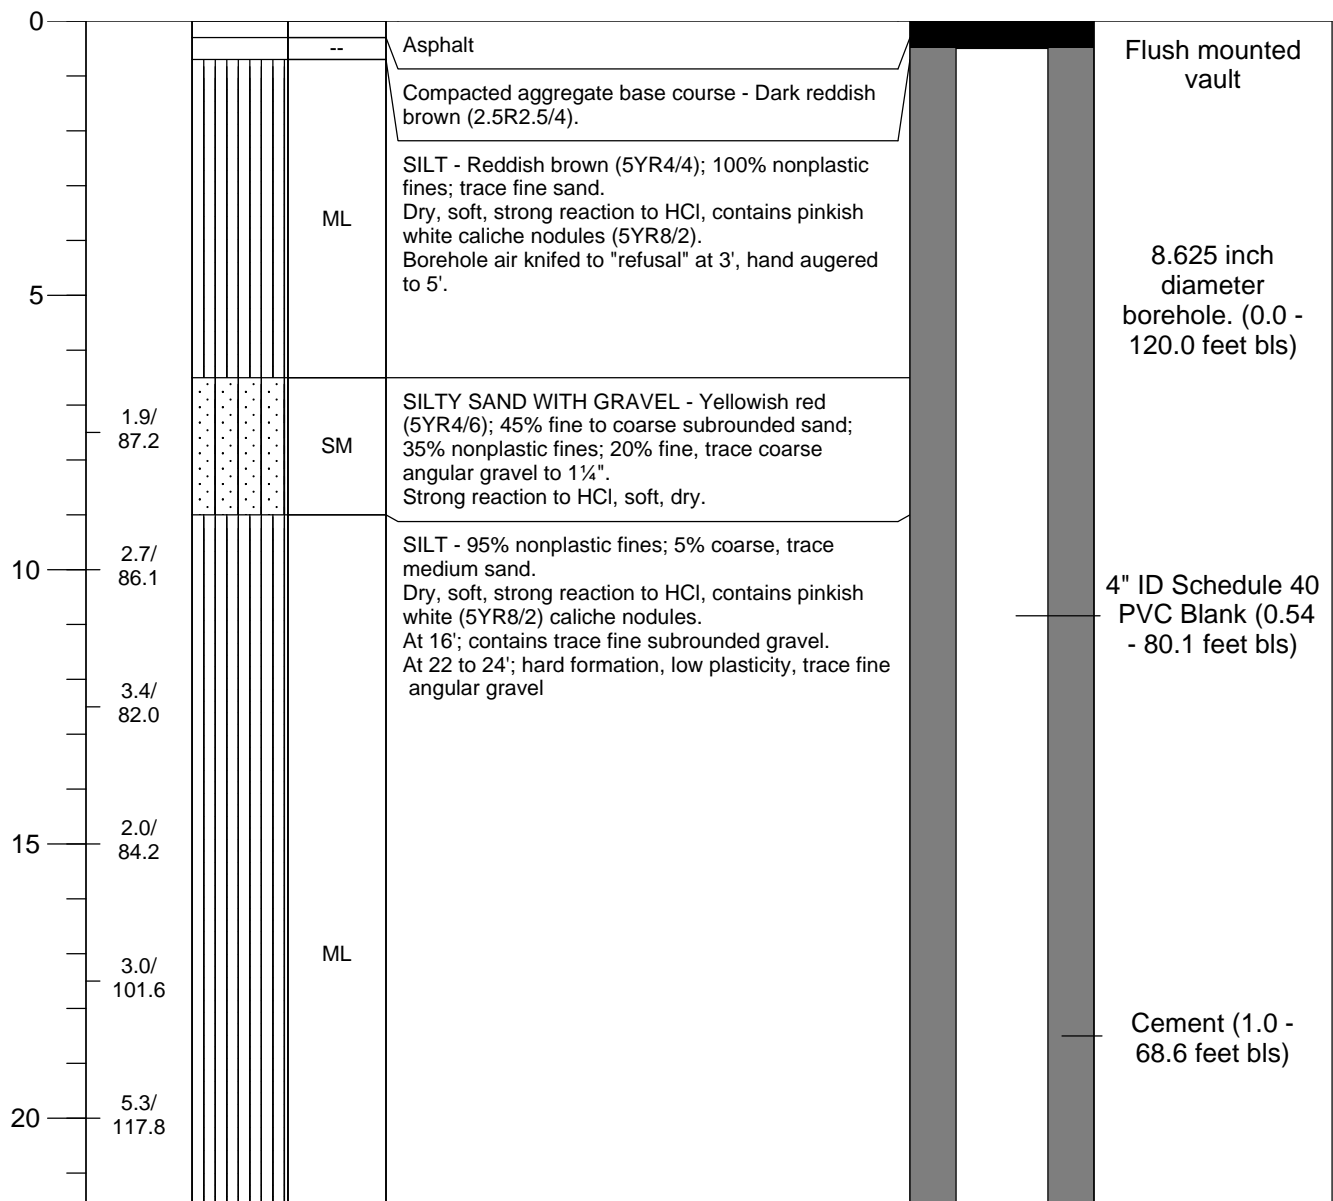 0
--
Asphalt
Flush mounted
vault
Compacted aggregate base course - Dark reddish
brown (2.5R2.5/4).
SILT - Reddish brown (5YR4/4); 100% nonplastic
fines; trace fine sand.
Dry, soft, strong reaction to HCl, contains pinkish
white caliche nodules (5YR8/2).
Borehole air knifed to "refusal" at 3', hand augered
to 5'.
ML
5
8.625 inch
diameter
borehole. (0.0 -
120.0 feet bls)
1.9/
87.2
SM
SILTY SAND WITH GRAVEL - Yellowish red
(5YR4/6); 45% fine to coarse subrounded sand;
35% nonplastic fines; 20% fine, trace coarse
angular gravel to 1¼".
Strong reaction to HCl, soft, dry.
10
2.7/
86.1
SILT - 95% nonplastic fines; 5% coarse, trace
medium sand.
Dry, soft, strong reaction to HCl, contains pinkish
white (5YR8/2) caliche nodules.
At 16'; contains trace fine subrounded gravel.
At 22 to 24'; hard formation, low plasticity, trace fine
angular gravel
4" ID Schedule 40
PVC Blank (0.54
- 80.1 feet bls)
3.4/
82.0
15
2.0/
84.2
ML
3.0/
101.6
Cement (1.0 -
68.6 feet bls)
20
5.3/
117.8